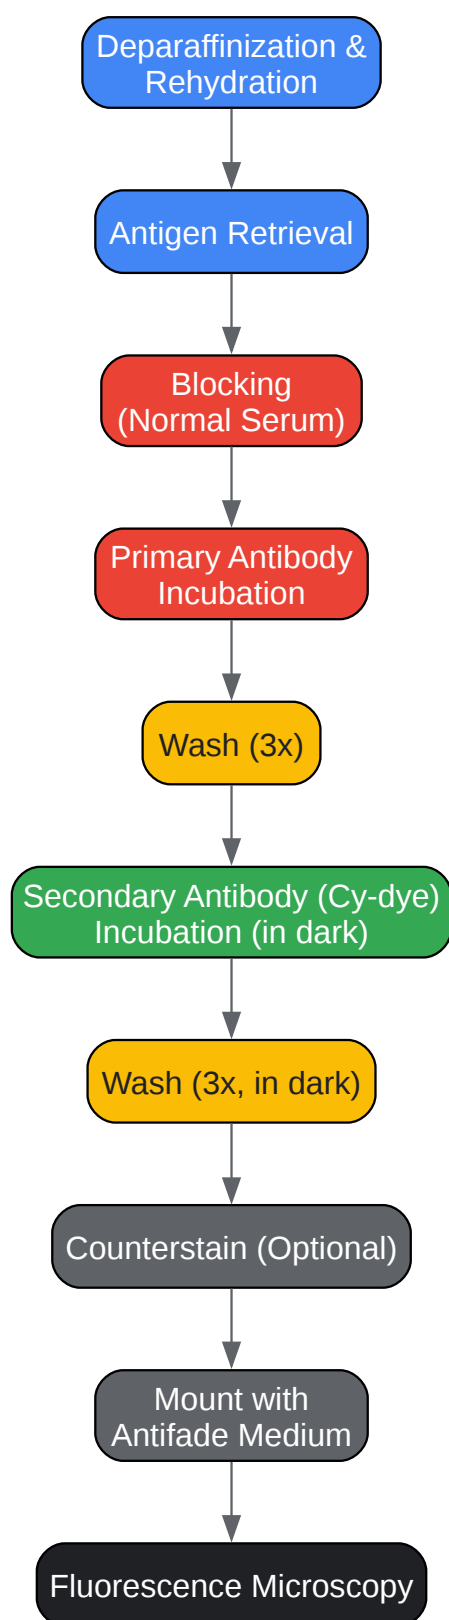 Deparaffinization &
Rehydration
Antigen Retrieval
Blocking
(Normal Serum)
Primary Antibody
Incubation
Wash (3x)
Secondary Antibody (Cy-dye)
Incubation (in dark)
Wash (3x, in dark)
Counterstain (Optional)
Mount with
Antifade Medium
Fluorescence Microscopy